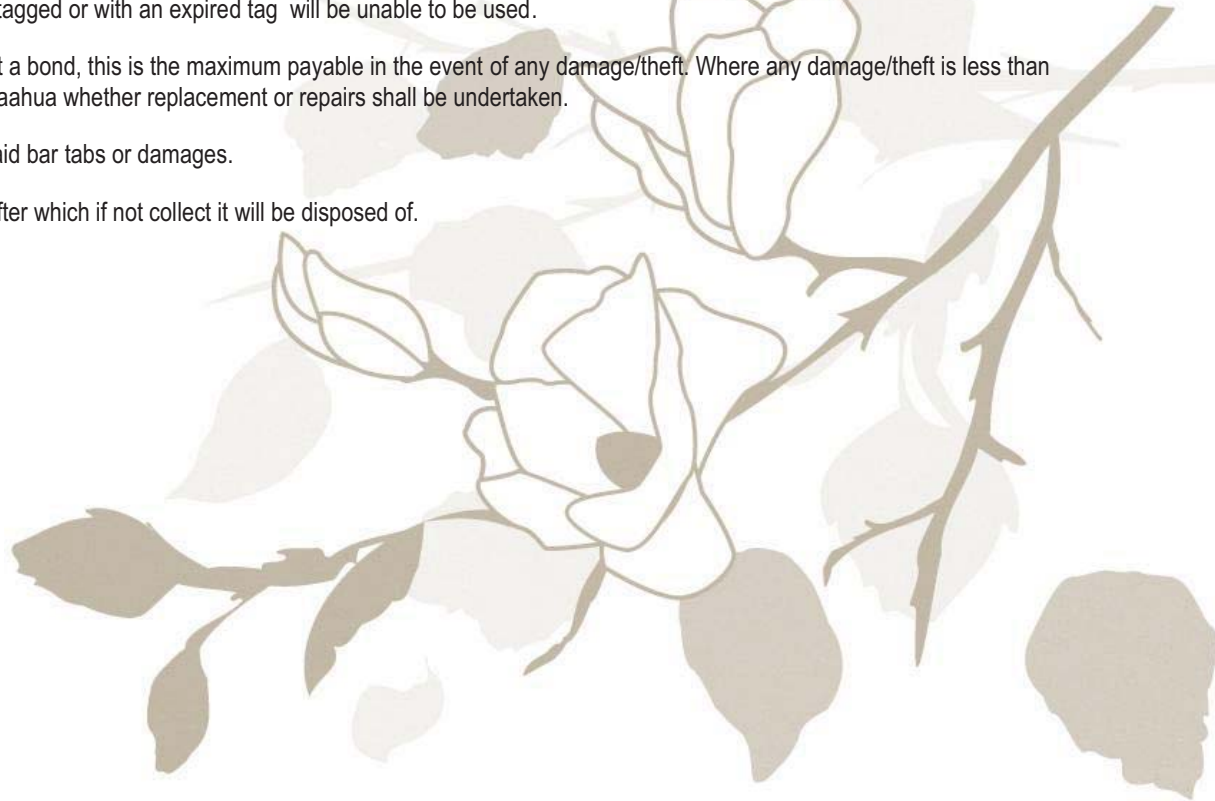 tagged or with an expired tag will be unable to be used.
t a bond, this is the maximum payable in the event of any damage/theft. Where any damage/theft is less than
aahua whether replacement or repairs shall be undertaken.
aid bar tabs or damages.
fter which if not collect it will be disposed of.